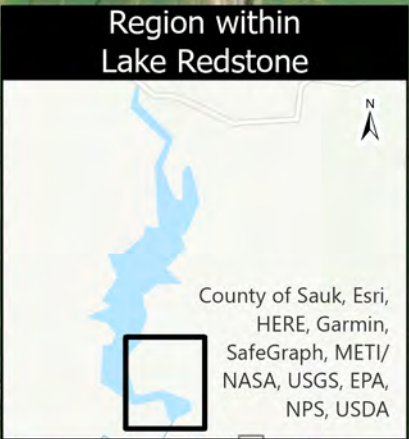 Region within
Lake Redstone
N
County of Sauk, Esri,
HERE, Garmin,
SafeGraph, METI/
NASA, USGS, EPA,
NPS, USDA